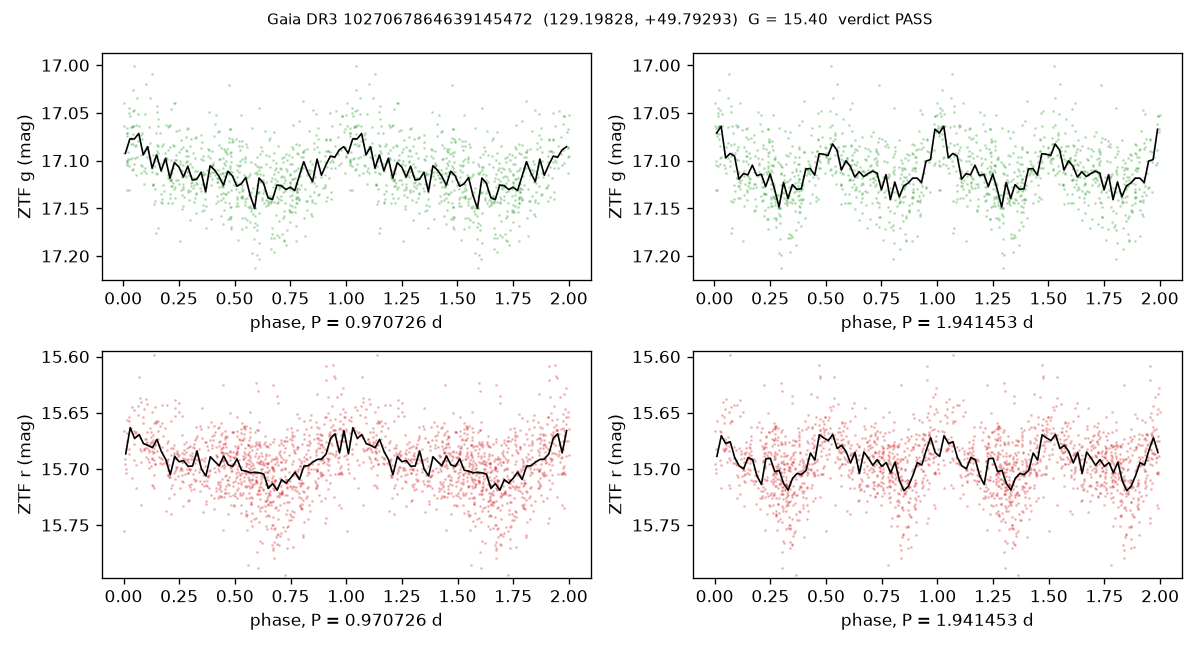 Gaia DR3 1027067864639145472 (129.19828, +49.79293) G = 15.40 verdict PASS
ZTF g (mag)
17.00
17.05
17.10
17.15
17.20
0.00 0.25 0.50 0.75 1.00 1.25 1.50 1.75 2.00
phase, P = 0.970726 d
ZTF g (mag)
17.00
17.05
17.10
17.15
17.20
0.00 0.25 0.50 0.75 1.00 1.25 1.50 1.75 2.00
phase, P = 1.941453 d
ZTF r (mag)
15.60
15.65
15.70
15.75
0.00 0.25 0.50 0.75 1.00 1.25 1.50 1.75 2.00
phase, P = 0.970726 d
ZTF r (mag)
15.60
15.65
15.70
15.75
0.00 0.25 0.50 0.75 1.00 1.25 1.50 1.75 2.00
phase, P = 1.941453 d